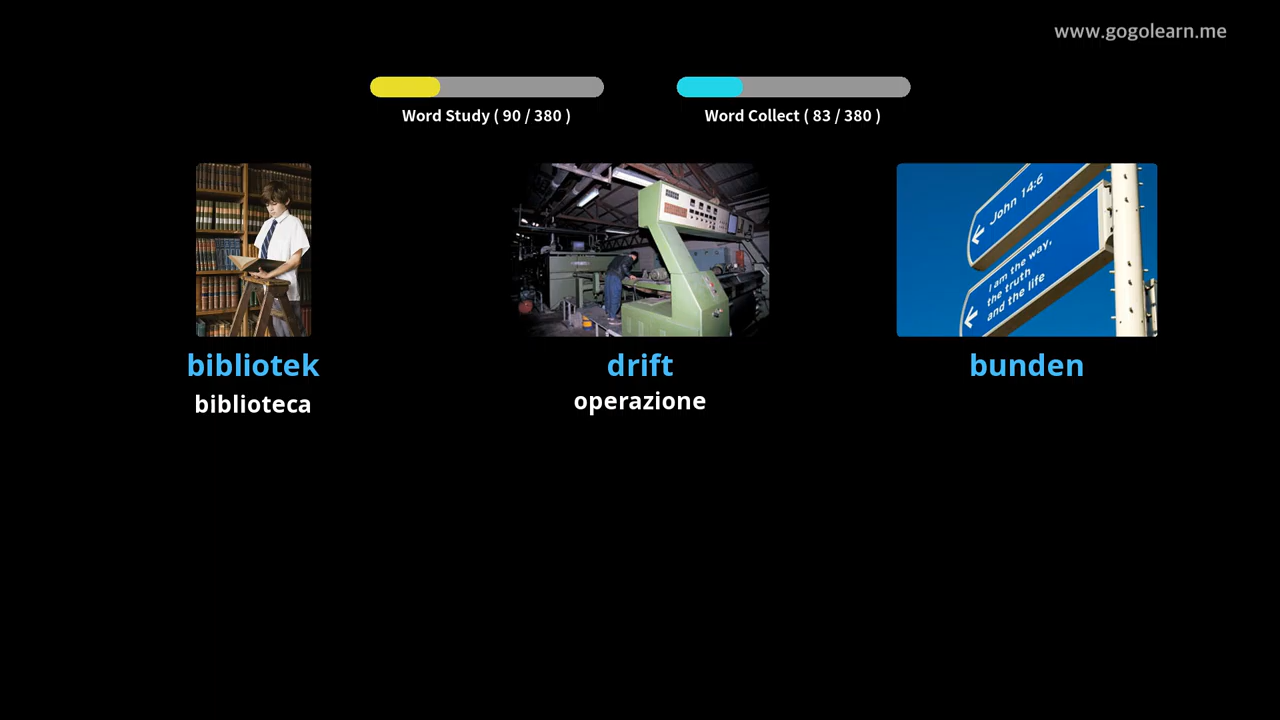 www.gogolearn.me
Word Study ( 90 / 380 )
Word Collect ( 83 / 380 )
John 14:6
I am the way,
the truth
and the life
bibliotek
drift
bunden
biblioteca
operazione